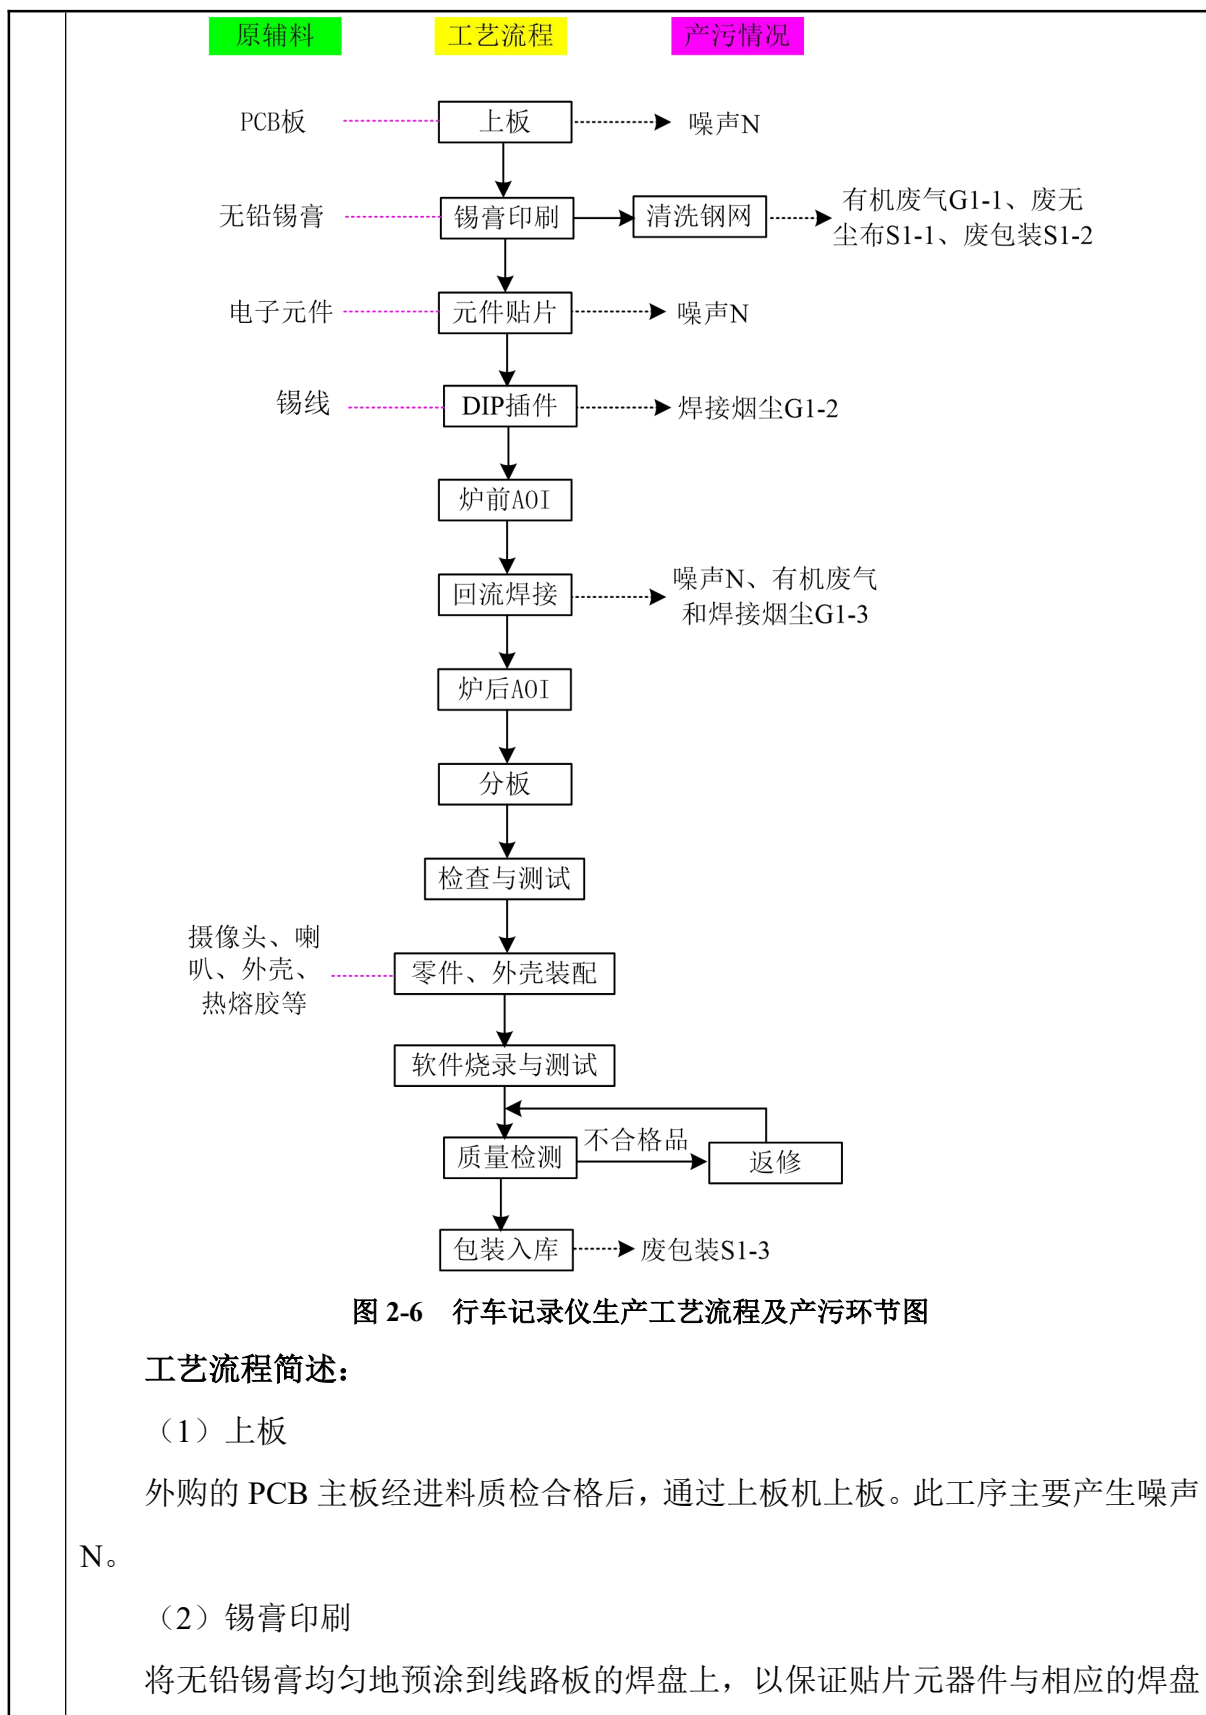 原辅料 工艺流程 产污情况
PCB板 上板 噪声N
无铅锡膏 锡膏印刷 清洗钢网 有机废气G1-1、废无
尘布S1-1、废包装S1-2
电子元件 元件贴片 噪声N
锡线 DIP插件 焊接烟尘G1-2
炉前AOI
回流焊接 噪声N、有机废气
和焊接烟尘G1-3
炉后AOI
分板
检查与测试
摄像头、喇
叭、外壳、
热熔胶等
零件、外壳装配
软件烧录与测试
质量检测 不合格品 返修
包装入库 废包装S1-3
图 2-6 行车记录仪生产工艺流程及产污环节图
工艺流程简述：
（1）上板
外购的 PCB 主板经进料质检合格后，通过上板机上板。此工序主要产生噪声
N。
（2）锡膏印刷
将无铅锡膏均匀地预涂到线路板的焊盘上，以保证贴片元器件与相应的焊盘